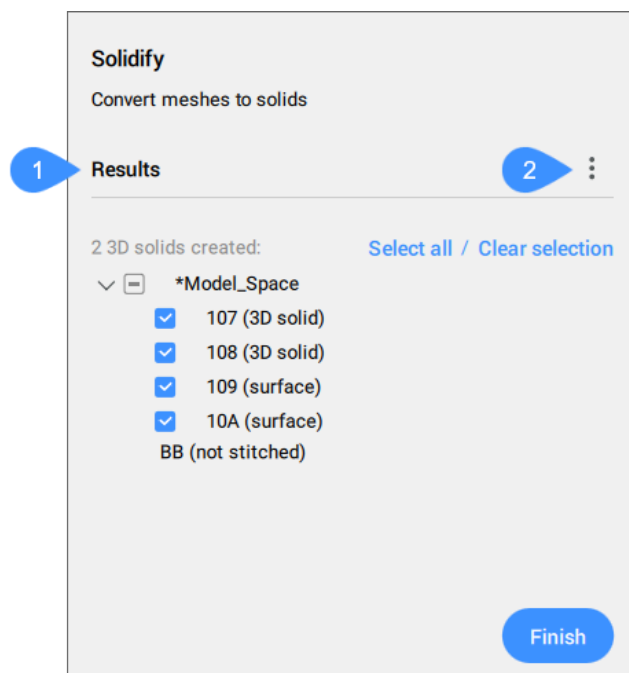 Solidify
Convert meshes to solids
1 Results 2
2 3D solids created: Select all / Clear selection
*Model_Space
107 (3D solid)
108 (3D solid)
109 (surface)
10A (surface)
BB (not stitched)
Finish